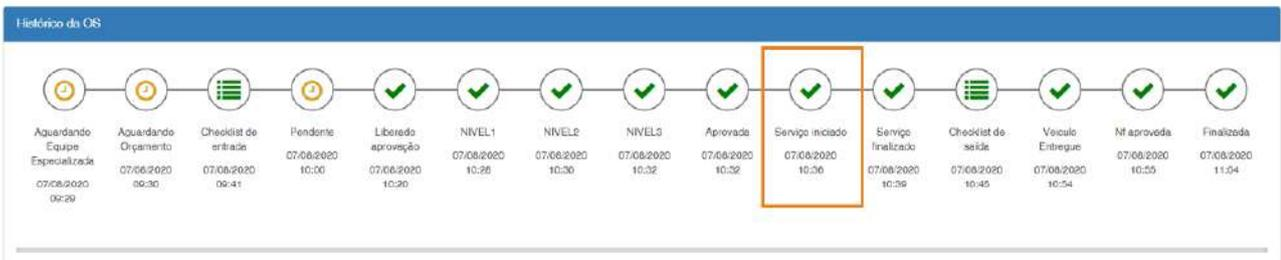 Histórico da OS
Aguardando
Equipe
Especializada
07/08/2020
09:29
Aguardando
Orçamento
07/08/2020
09:30
Checklist de
entrada
07/08/2020
09:41
Pendente
07/08/2020
10:00
Liberado
aprovação
07/08/2020
10:20
NIVEL1
07/08/2020
10:28
NIVEL2
07/08/2020
10:30
NIVEL3
07/08/2020
10:32
Aprovada
07/08/2020
10:32
Serviço iniciado
07/08/2020
10:36
Serviço
finalizado
07/08/2020
10:39
Checklist de
saída
07/08/2020
10:45
Veiculo
Entregue
07/08/2020
10:54
Nf aprovada
07/08/2020
10:55
Finalizada
07/08/2020
11:04